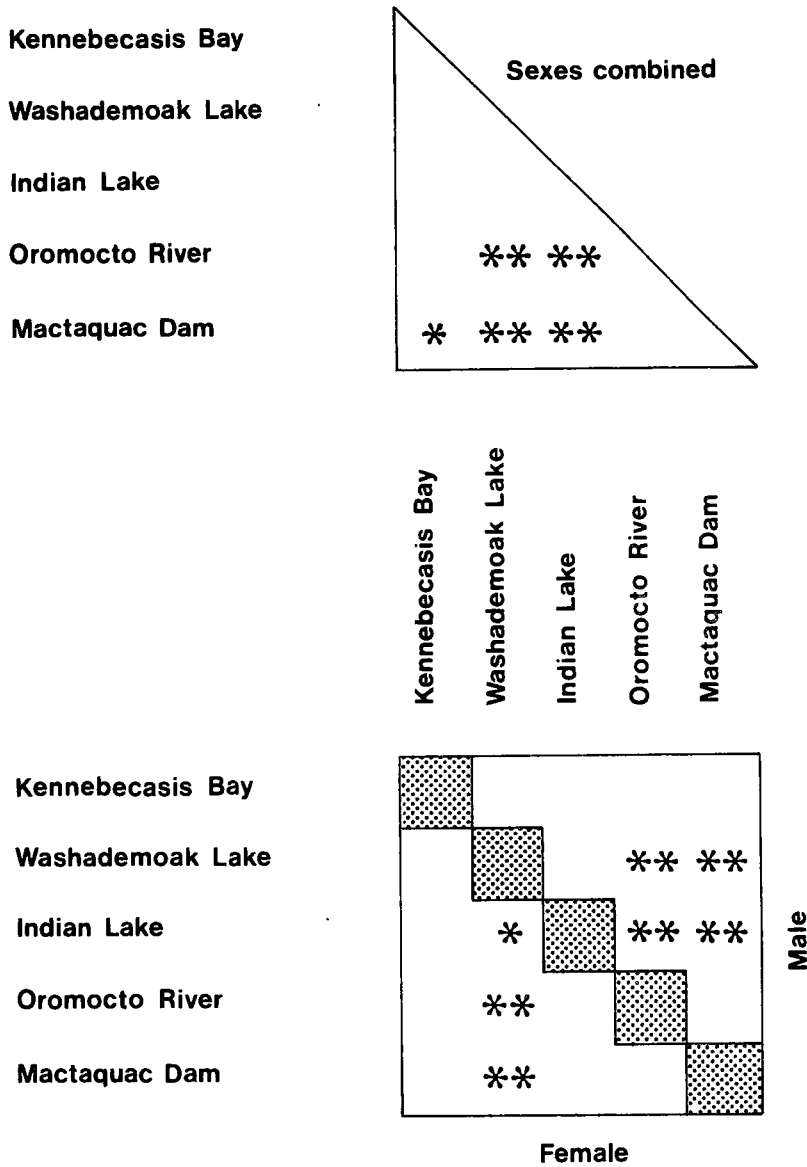 Kennebecasis Bay
Sexes combined
Washademoak Lake
Indian Lake
Oromocto River ** **
Mactaquac Dam * ** **
Kennebecasis Bay
Washademoak Lake
Indian Lake
Oromocto River
Mactaquac Dam
Kennebecasis Bay
Washademoak Lake ** **
Indian Lake * ** **
Oromocto River **
Mactaquac Dam **
Male
Female